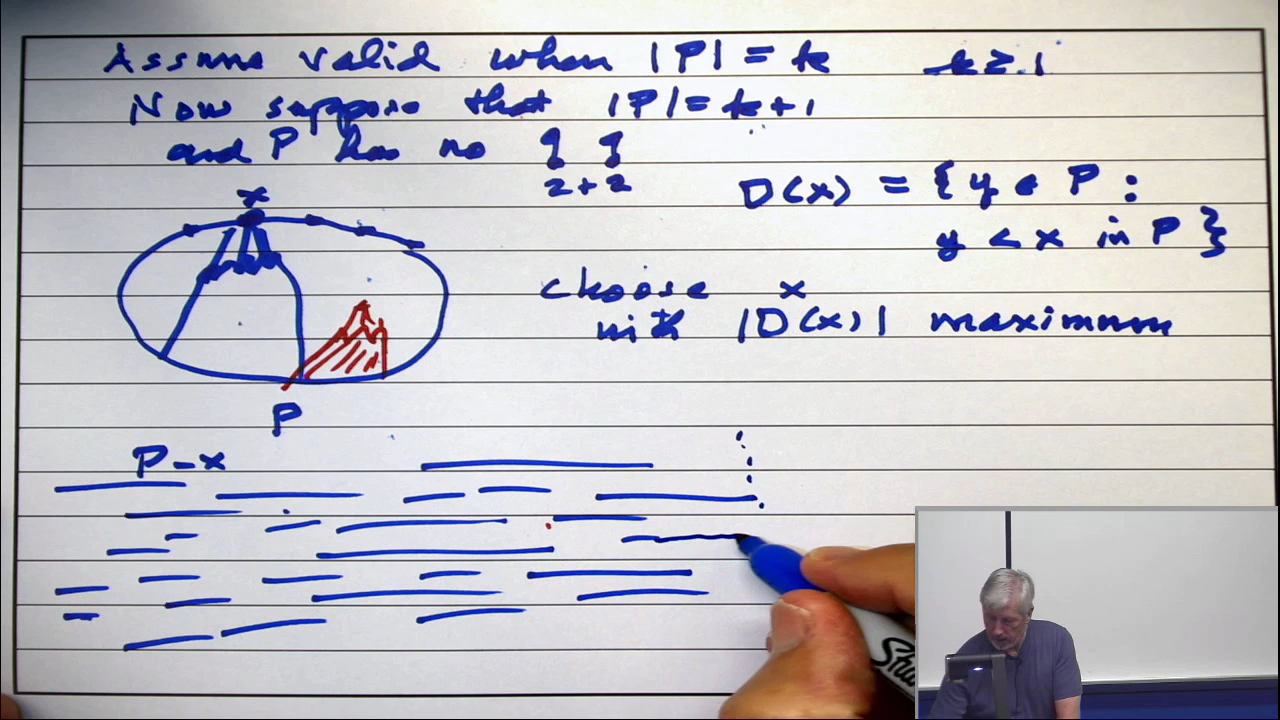 Assume valid when |P| = k k ≥ 1
Now suppose that |P| = k+1
and P has no
2+2
D(x) = { y ∈ P :
y < x in P }
x
choose x
with |D(x)| maximum
P
P - x